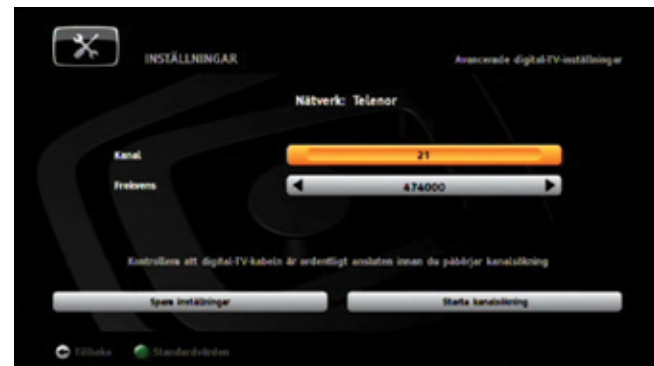 INSTÄLLNINGAR
Avancerade digital-TV-inställningar
Nätverk: Telenor
Kanal
21
Frekvens
474000
Kontrollera att digital-TV-kabeln är ordentligt ansluten innan du påbörjar kanalsökning
Spara inställningar
Starta kanalsökning
Tillbaka
Standardvärden